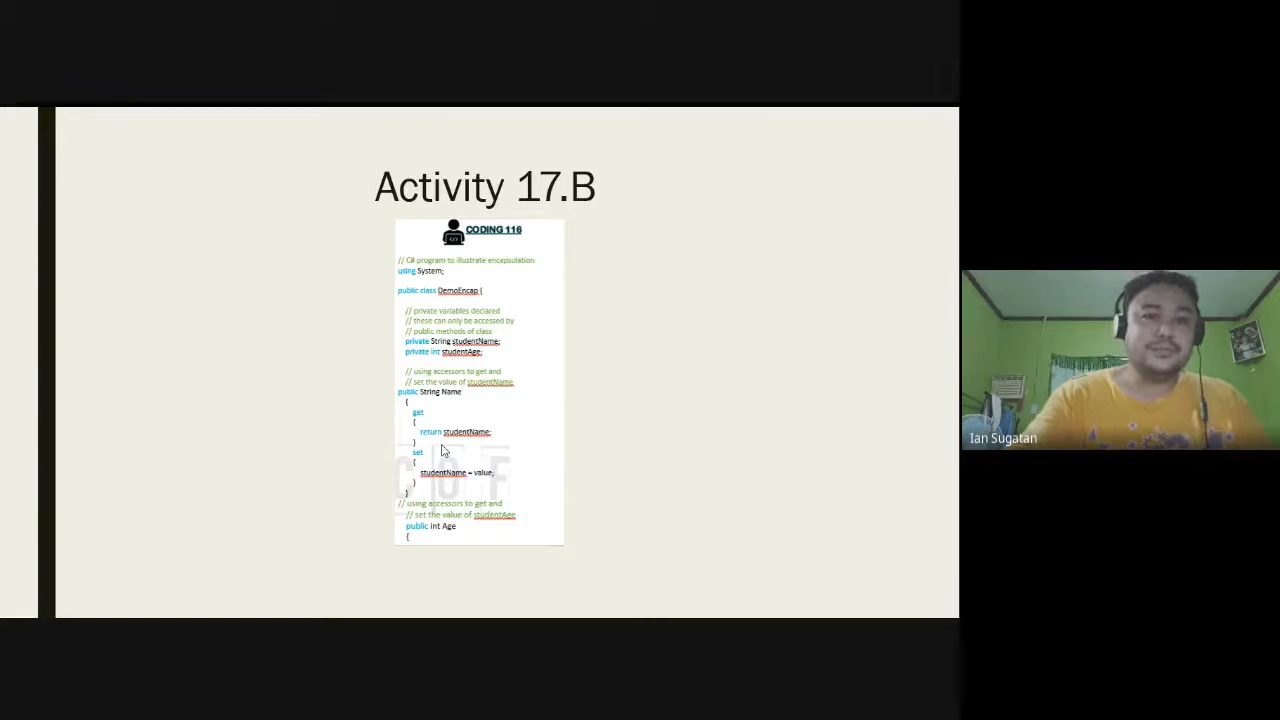 Activity 17.B
CODING 116
// C# program to illustrate encapsulation
using System;
public class DemoEncap {
// private variables declared
// these can only be accessed by
// public methods of class
private String studentName;
private int studentAge;
// using accessors to get and
// set the value of studentName
public String Name
{
get
{
return studentName;
}
set
{
studentName = value;
}
}
// using accessors to get and
// set the value of studentAge
public int Age
{
Ian Sugatan